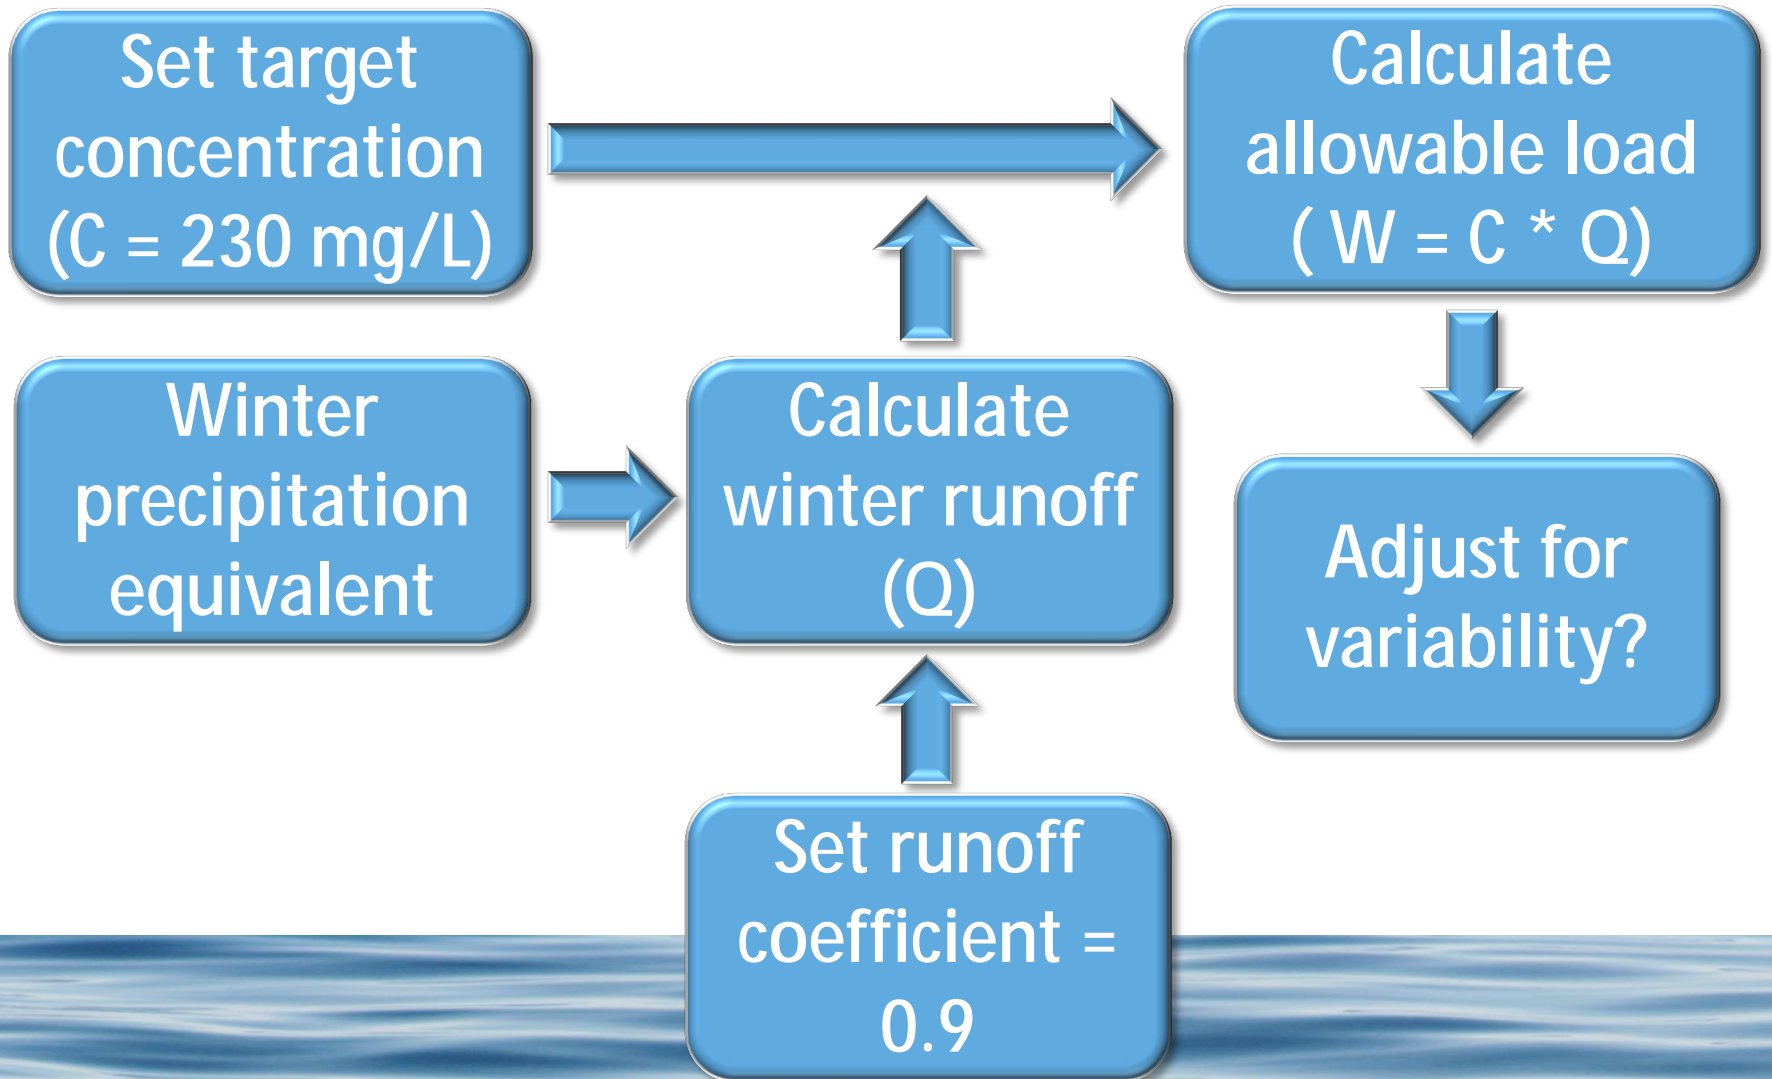 Set target
concentration
(C = 230 mg/L)
Calculate
allowable load
( W = C * Q)
Winter
precipitation
equivalent
Calculate
winter runoff
(Q)
Adjust for
variability?
Set runoff
coefficient =
0.9